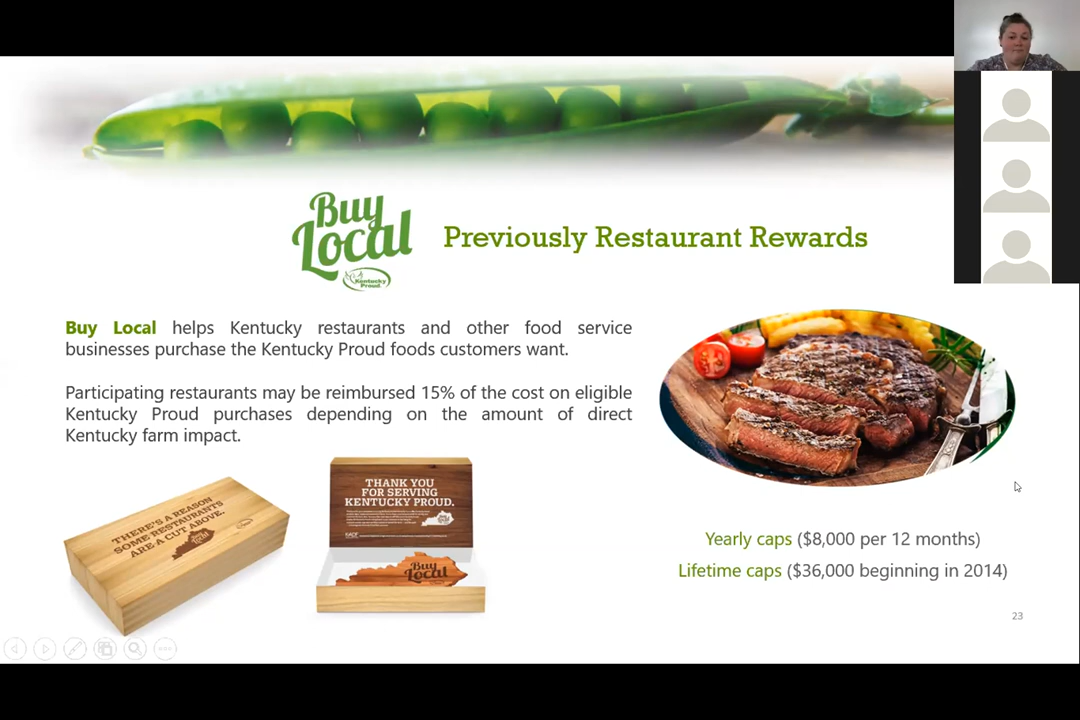 Buy
Local
Kentucky
Proud
Previously Restaurant Rewards
Buy Local helps Kentucky restaurants and other food service
businesses purchase the Kentucky Proud foods customers want.
Participating restaurants may be reimbursed 15% of the cost on eligible
Kentucky Proud purchases depending on the amount of direct
Kentucky farm impact.
THERE'S A REASON
SOME RESTAURANTS
ARE A CUT ABOVE.
Buy
Local
THANK YOU
FOR SERVING
KENTUCKY PROUD.
Buy
Local
Yearly caps ($8,000 per 12 months)
Lifetime caps ($36,000 beginning in 2014)
23